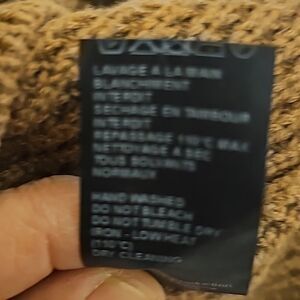 LAVAGE A LA MAIN
BLANCHIMENT
INTERDIT
SECHAGE EN TAMBOUR
INTERDIT
REPASSAGE 110°C MAX
NETTOYAGE A SEC
TOUS SOLVANTS
NORMAUX
HAND WASHED
DO NOT BLEACH
DO NOT TUMBLE DRY
IRON - LOW HEAT
(110°C)
DRY CLEANING